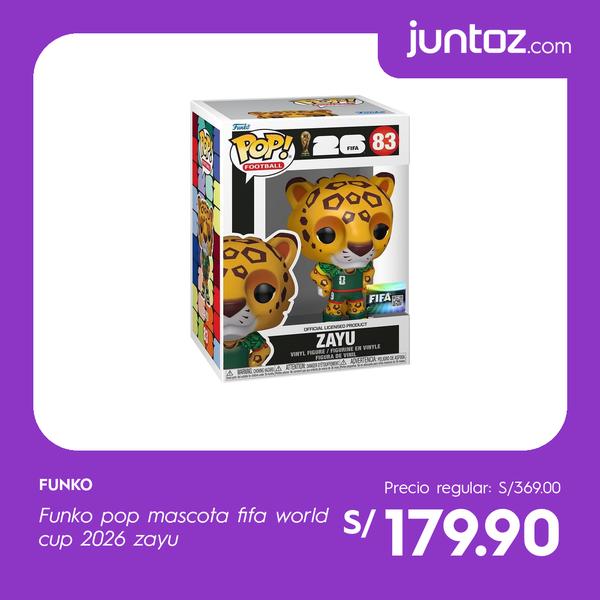 juntoz.com
Funko
POP!
FOOTBALL
26
FIFA
83
FIFA
OFFICIAL LICENSED PRODUCT
ZAYU
VINYL FIGURE / FIGURINE EN VINYLE
FIGURA DE VINIL
FUNKO
Precio regular: S/369.00
Funko pop mascota fifa world
cup 2026 zayu
S/179.90